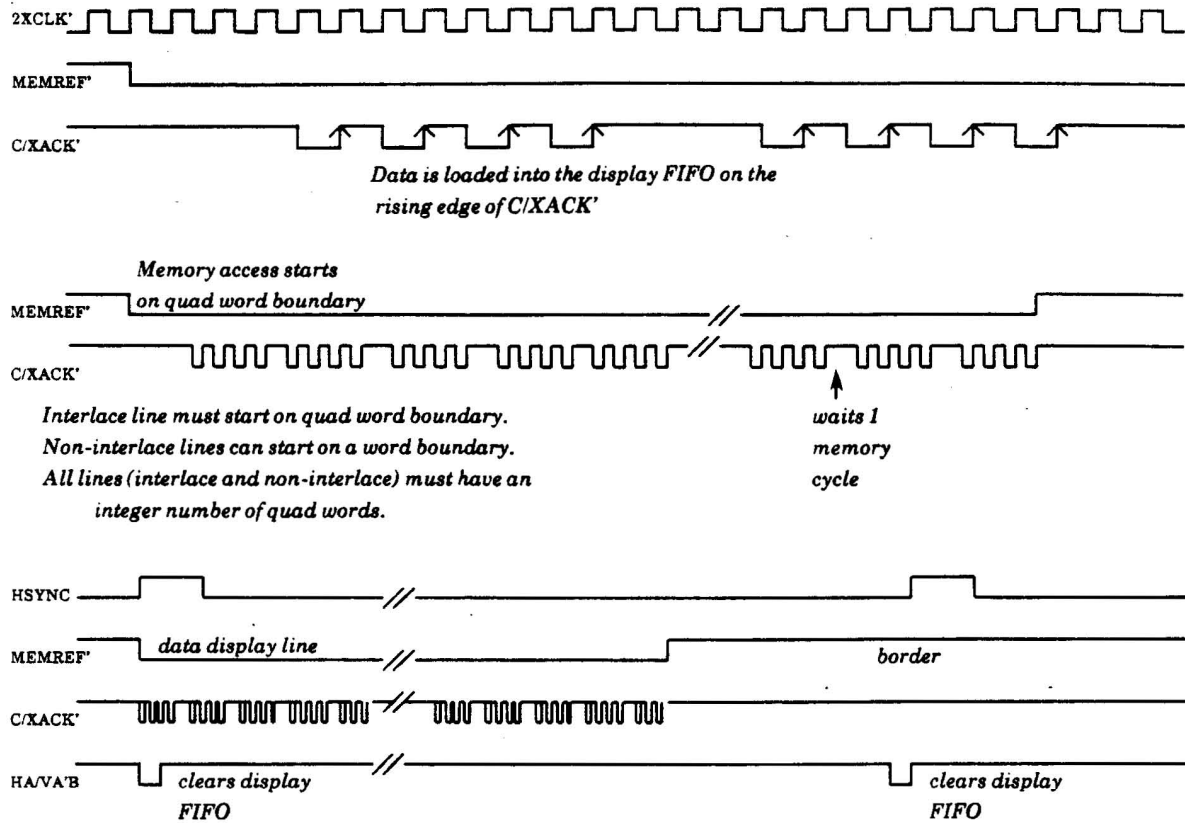 2XCLK'
MEMREF'
C/XACK'
Data is loaded into the display FIFO on the
rising edge of C/XACK'
Memory access starts
on quad word boundary
MEMREF'
C/XACK'
Interlace line must start on quad word boundary.
Non-interlace lines can start on a word boundary.
All lines (interlace and non-interlace) must have an
integer number of quad words.
waits 1
memory
cycle
HSYNC
MEMREF'
data display line
border
C/XACK'
HA/VA'B
clears display
FIFO
clears display
FIFO